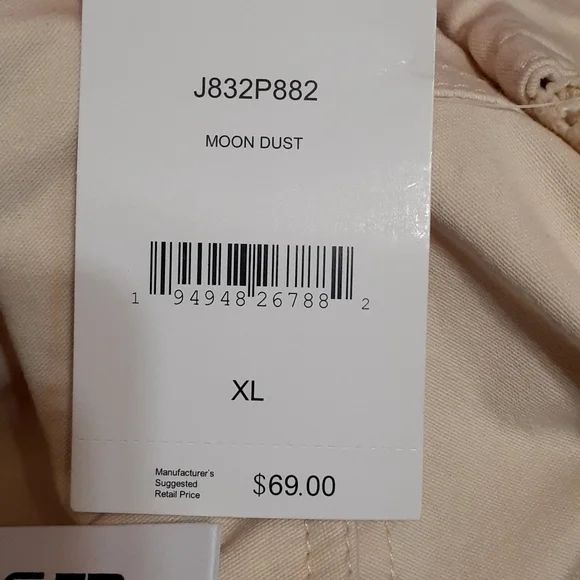 J832P882
MOON DUST
1 94948 26788 2
XL
Manufacturer's
Suggested
Retail Price
$69.00